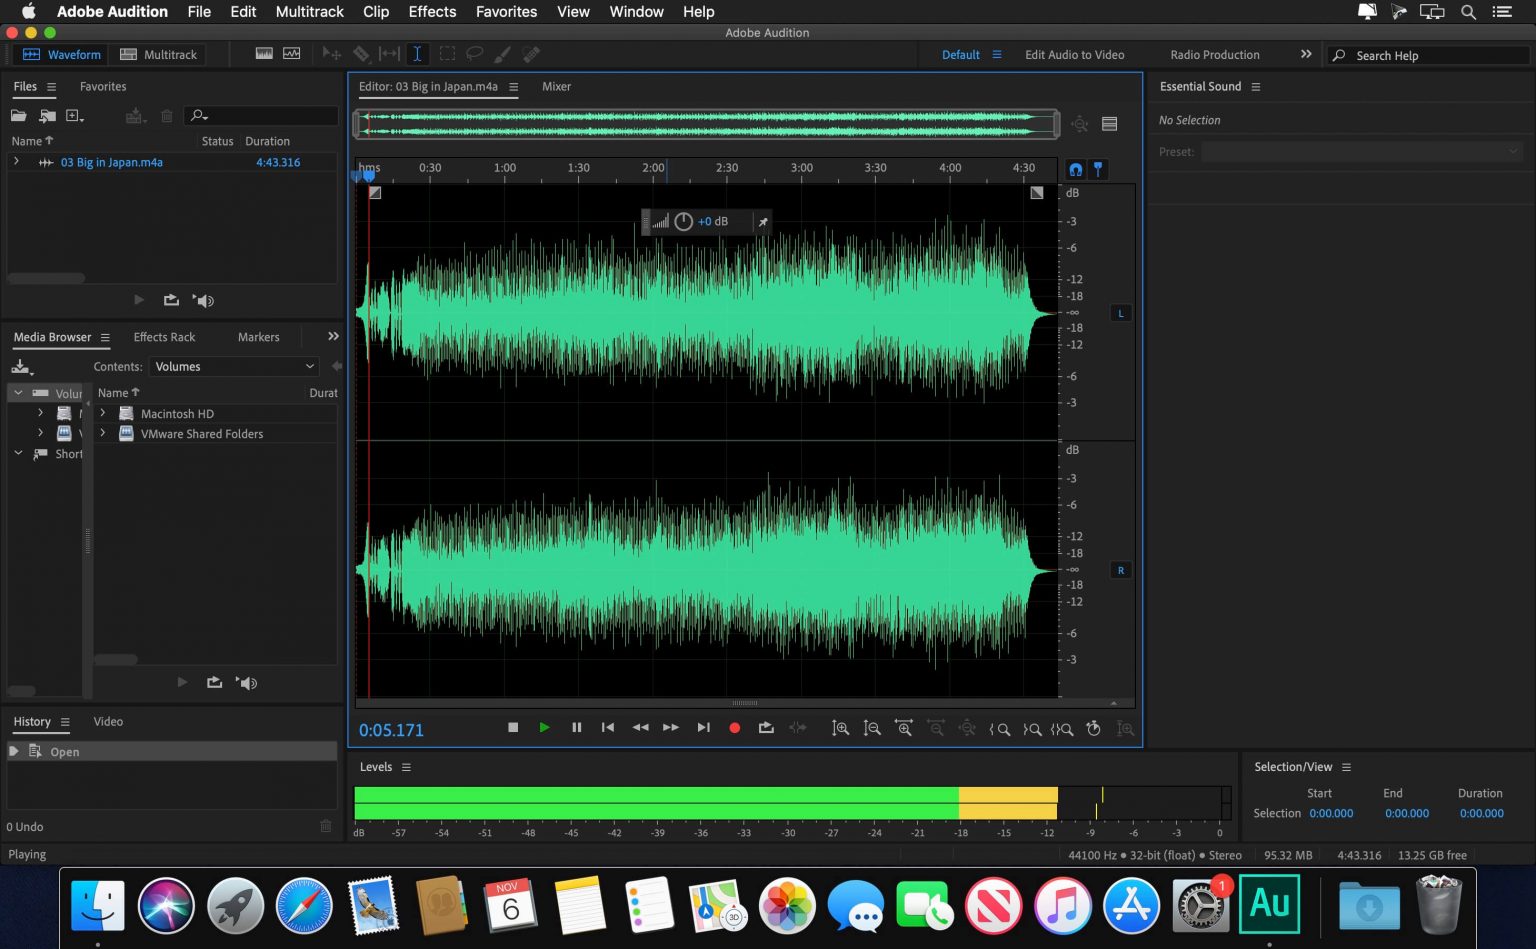 Adobe Audition File Edit Multitrack Clip Effects Favorites View Window Help
Adobe Audition
Waveform Multitrack Default Edit Audio to Video Radio Production Search Help
Files Favorites
Name Status Duration
03 Big in Japan.m4a 4:43.316
Media Browser Effects Rack Markers
Contents: Volumes
Volur Name Durat
Macintosh HD
VMware Shared Folders
Short
History Video
Open
0 Undo
Playing
Editor: 03 Big in Japan.m4a Mixer
hms 0:30 1:00 1:30 2:00 2:30 3:00 3:30 4:00 4:30
+0 dB
dB
-3
-6
-12
-18
-∞
-18
-12
-6
-3
L
dB
-3
-6
-12
-18
-∞
-18
-12
-6
-3
R
0:05.171
Levels
dB -57 -54 -51 -48 -45 -42 -39 -36 -33 -30 -27 -24 -21 -18 -15 -12 -9 -6 -3 0
Essential Sound
No Selection
Preset:
Selection/View
Start End Duration
Selection 0:00.000 0:00.000 0:00.000
44100 Hz • 32-bit (float) • Stereo 95.32 MB 4:43.316 13.25 GB free
NOV
6
3D
1
Au